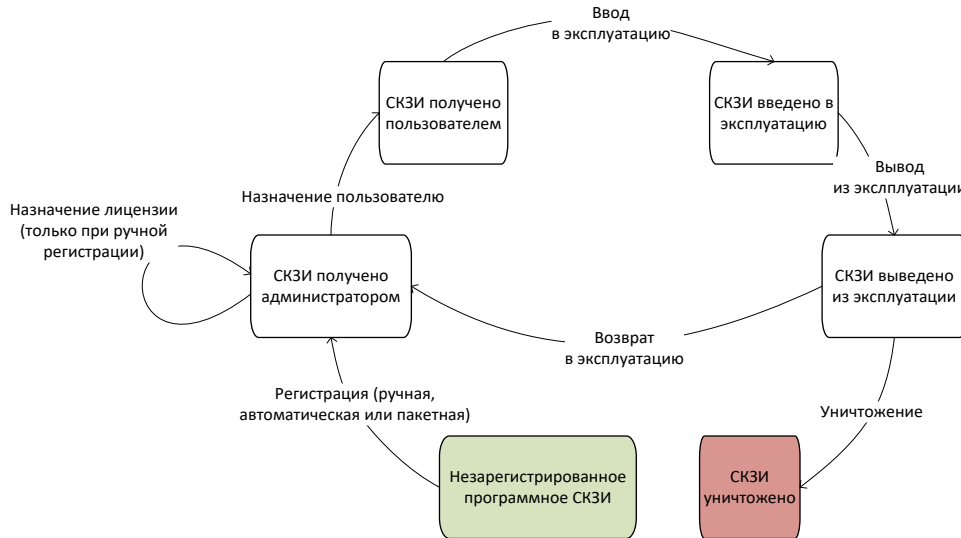 Ввод
в эксплуатацию
СКЗИ получено
пользователем
СКЗИ введено в
эксплуатацию
Вывод
из экслплуатации
Назначение пользователю
Назначение лицензии
(только при ручной
регистрации)
СКЗИ получено
администратором
СКЗИ выведено
из эксплуатации
Возврат
в эксплуатацию
Регистрация (ручная,
автоматическая или пакетная)
Уничтожение
Незарегистрированное
программное СКЗИ
СКЗИ
уничтожено